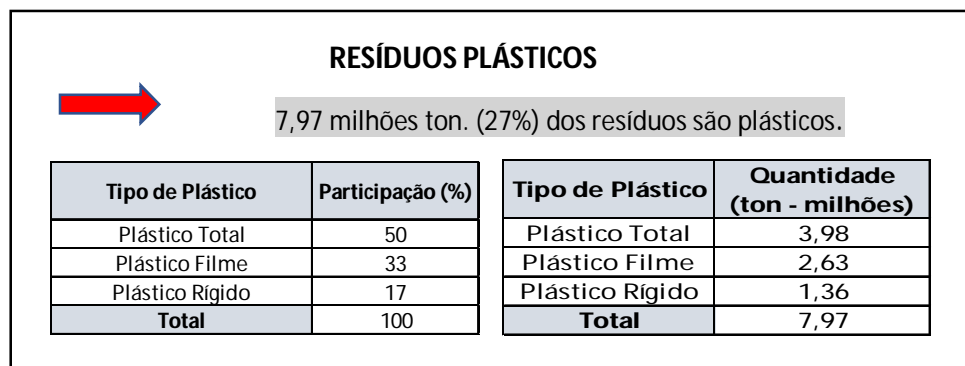 RESÍDUOS PLÁSTICOS
7,97 milhões ton. (27%) dos resíduos são plásticos.
Tipo de Plástico Participação (%)
Plástico Total 50
Plástico Filme 33
Plástico Rígido 17
Total 100
Tipo de Plástico Quantidade
(ton - milhões)
Plástico Total 3,98
Plástico Filme 2,63
Plástico Rígido 1,36
Total 7,97